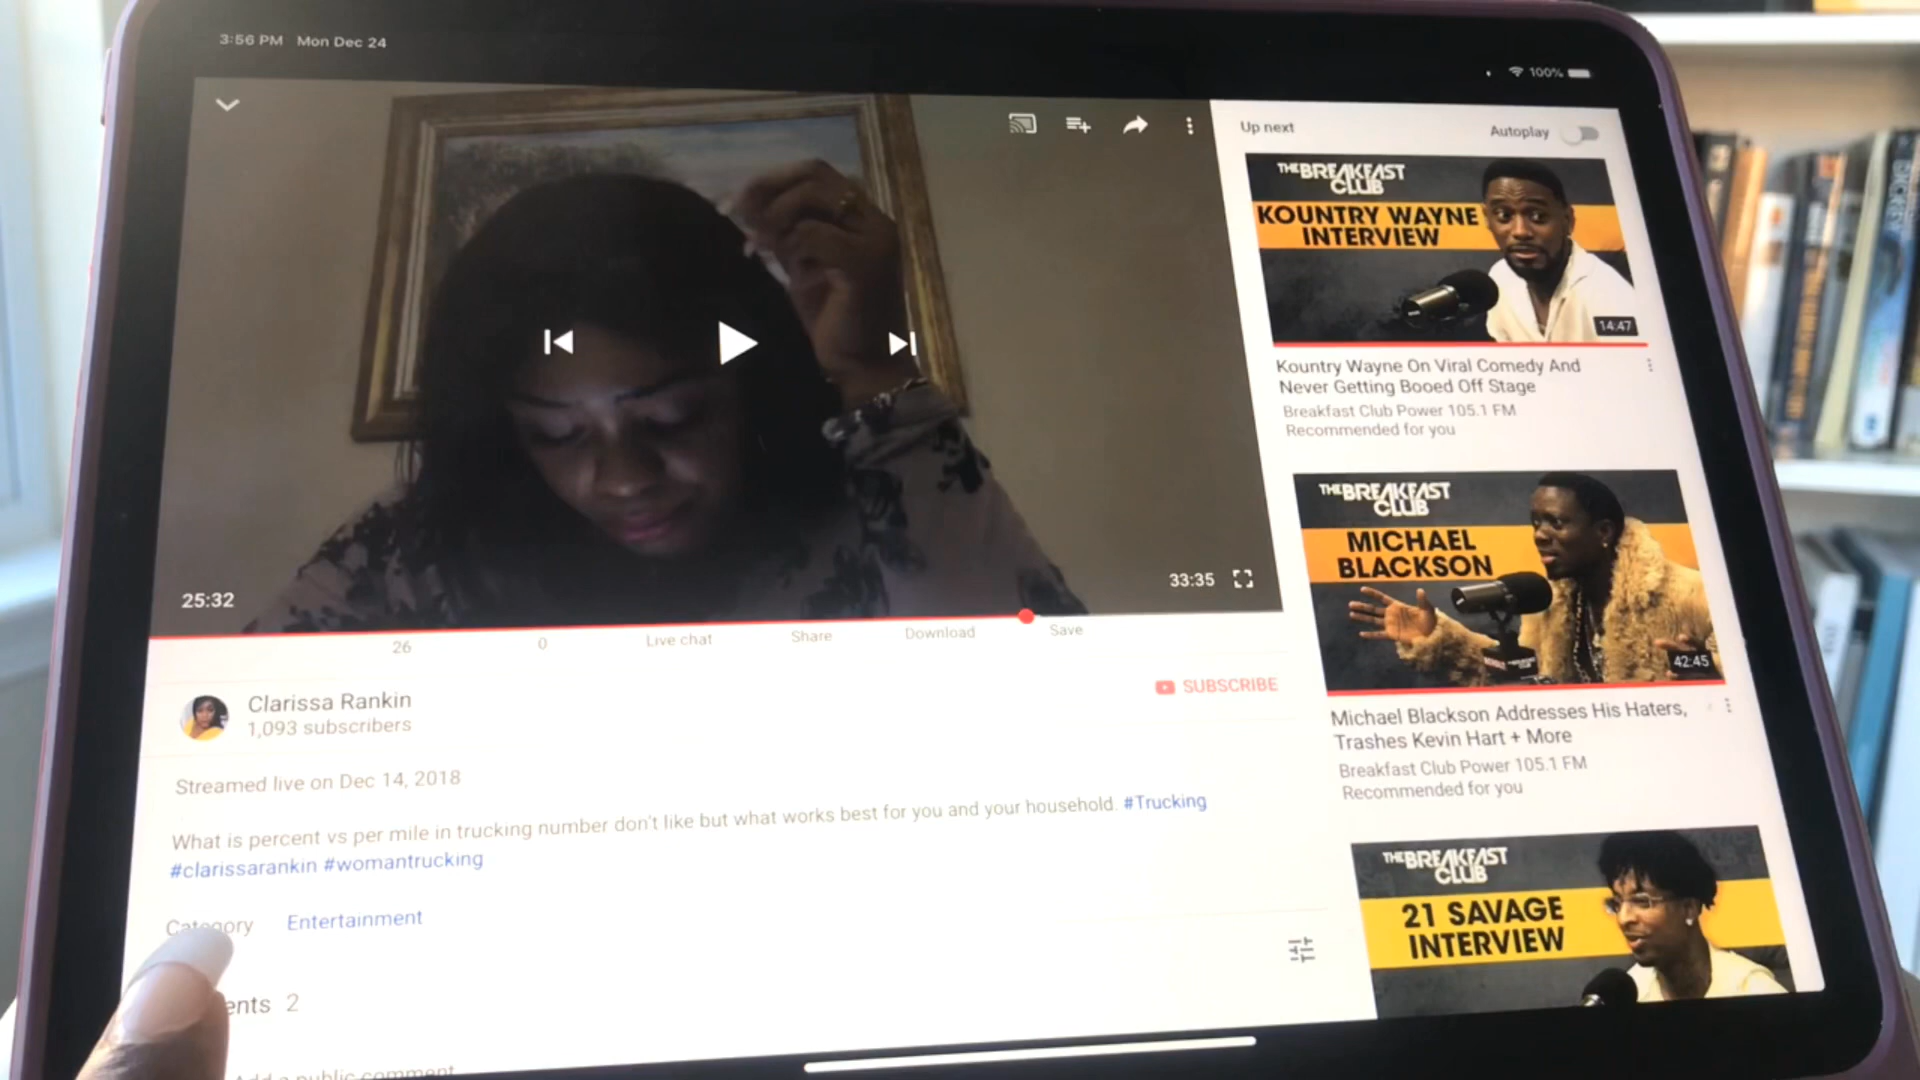 3:56 PM Mon Dec 24
100%
25:32
33:35
26
0
Live chat
Share
Download
Save
Clarissa Rankin
1,093 subscribers
SUBSCRIBE
Streamed live on Dec 14, 2018
What is percent vs per mile in trucking number don't like but what works best for you and your household. #Trucking
#clarissarankin #womantrucking
Category Entertainment
ents 2
Add a public comment
Up next
Autoplay
THE BREAKFAST
CLUB
KOUNTRY WAYNE
INTERVIEW
14:47
Kountry Wayne On Viral Comedy And
Never Getting Booed Off Stage
Breakfast Club Power 105.1 FM
Recommended for you
THE BREAKFAST
CLUB
MICHAEL
BLACKSON
42:45
Michael Blackson Addresses His Haters,
Trashes Kevin Hart + More
Breakfast Club Power 105.1 FM
Recommended for you
THE BREAKFAST
CLUB
21 SAVAGE
INTERVIEW